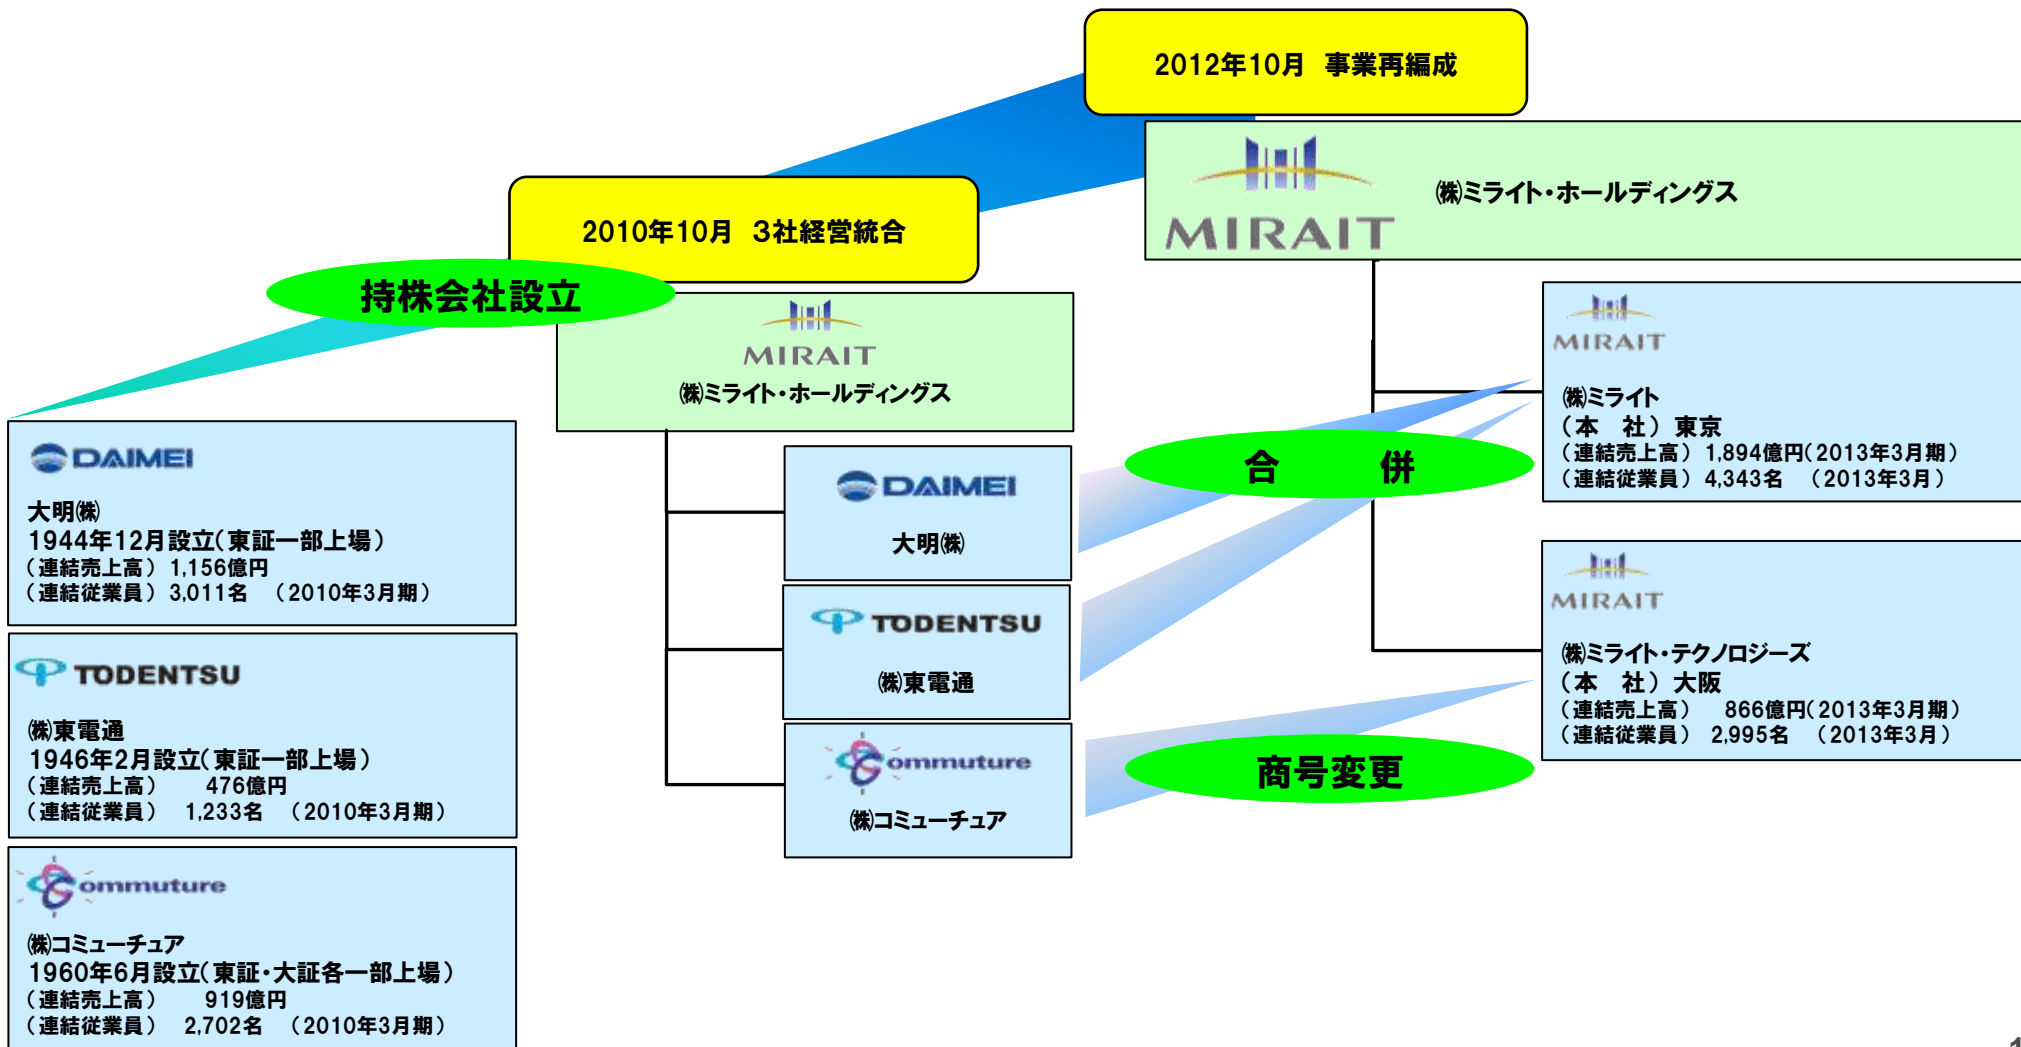 2012年10月 事業再編成
MIRAIT
㈱ミライト・ホールディングス
2010年10月 3社経営統合
持株会社設立
MIRAIT
㈱ミライト・ホールディングス
DAIMEI
大明㈱
1944年12月設立（東証一部上場）
（連結売上高） 1,156億円
（連結従業員） 3,011名 （2010年3月期）
TODENTSU
㈱東電通
1946年2月設立（東証一部上場）
（連結売上高） 476億円
（連結従業員） 1,233名 （2010年3月期）
Commuture
㈱コミューチュア
1960年6月設立（東証・大証各一部上場）
（連結売上高） 919億円
（連結従業員） 2,702名 （2010年3月期）
DAIMEI
大明㈱
TODENTSU
㈱東電通
Commuture
㈱コミューチュア
合 併
商号変更
MIRAIT
㈱ミライト
（本 社） 東京
（連結売上高） 1,894億円（2013年3月期）
（連結従業員） 4,343名 （2013年3月）
MIRAIT
㈱ミライト・テクノロジーズ
（本 社） 大阪
（連結売上高） 866億円（2013年3月期）
（連結従業員） 2,995名 （2013年3月）